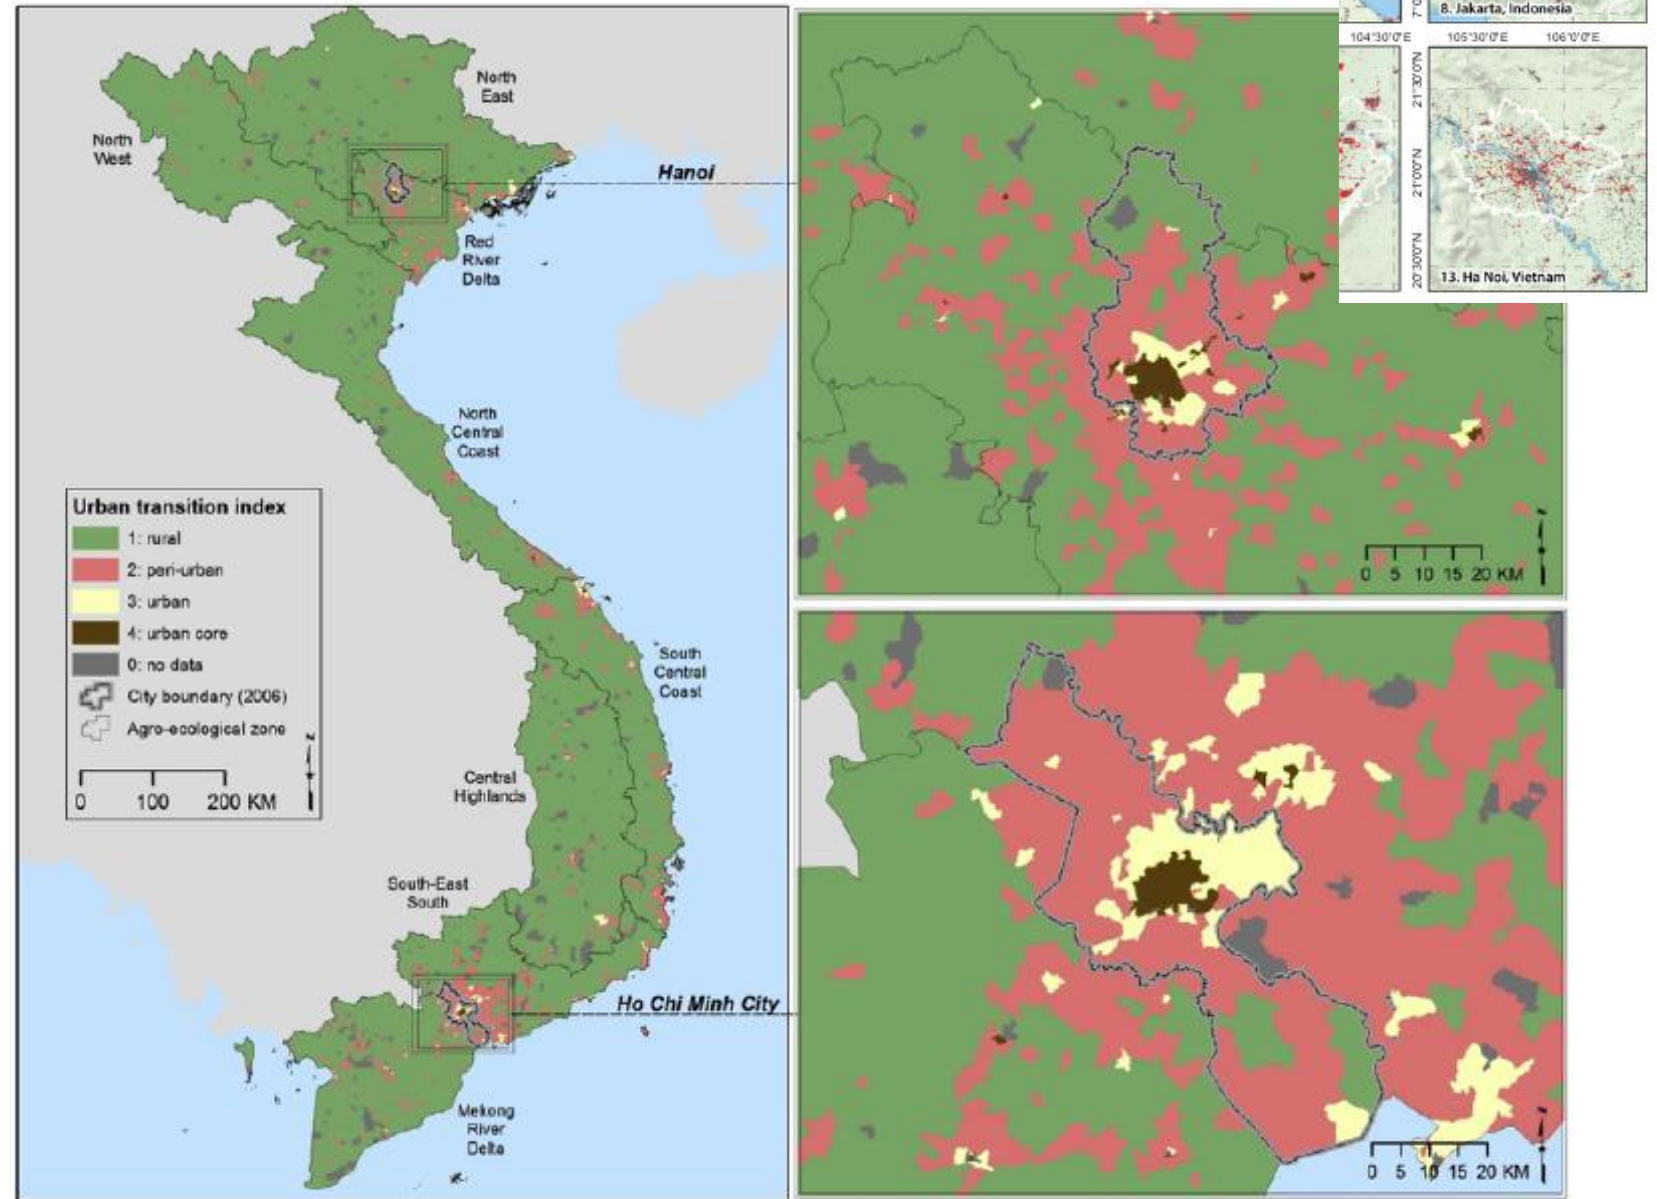 North
East
North
West
Hanoi
Red
River
Delta
North
Central
Coast
Urban transition index
1: rural
2: peri-urban
3: urban
4: urban core
0: no data
City boundary (2006)
Agro-ecological zone
N
0 100 200 KM
South
Central
Coast
Central
Highlands
South-East
South
Ho Chi Minh City
Mekong
River
Delta
N
0 5 10 15 20 KM
N
0 5 10 15 20 KM
8. Jakarta, Indonesia
104°30'0"E
105°30'0"E 106°0'0"E
21°30'0"N
21°0'0"N
20°30'0"N
13. Ha Noi, Vietnam